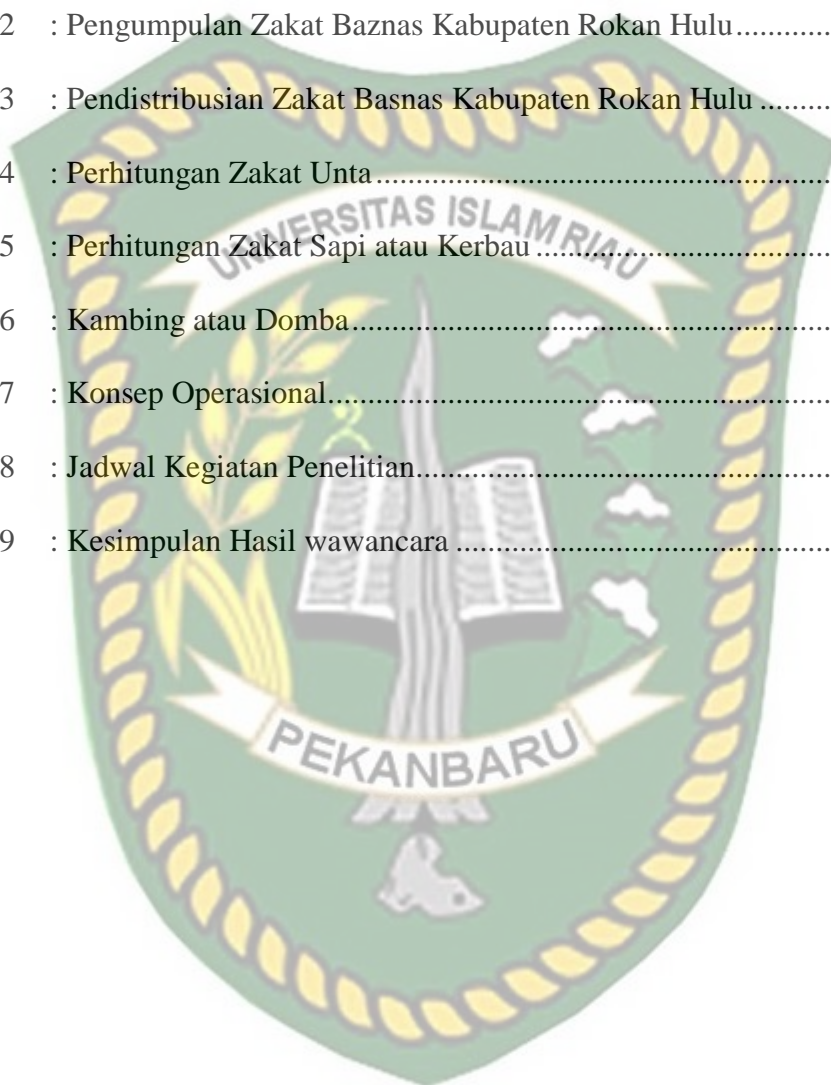 2 : Pengumpulan Zakat Baznas Kabupaten Rokan Hulu............
3 : Pendistribusian Zakat Basnas Kabupaten Rokan Hulu .........
4 : Perhitungan Zakat Unta..................................................................
UNIVERSITAS ISLAM RIAU
5 : Perhitungan Zakat Sapi atau Kerbau ..........................................
6 : Kambing atau Domba.....................................................................
7 : Konsep Operasional........................................................................
8 : Jadwal Kegiatan Penelitian............................................................
9 : Kesimpulan Hasil wawancara ......................................................
PEKANBARU